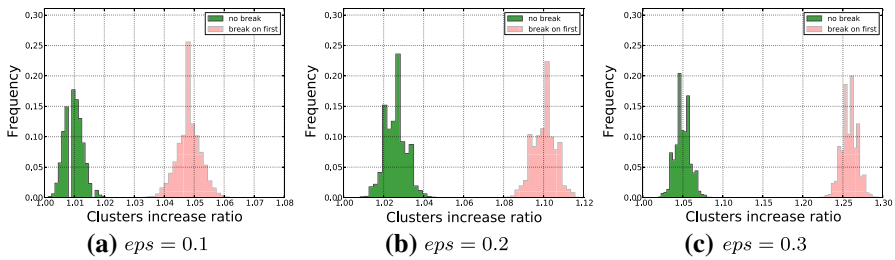 0.30
0.25
0.20
0.15
0.10
0.05
0.00
Frequency
no break
break on first
1.00 1.01 1.02 1.03 1.04 1.05 1.06 1.07 1.08
Clusters increase ratio
(a) eps = 0.1
0.30
0.25
0.20
0.15
0.10
0.05
0.00
Frequency
no break
break on first
1.00 1.02 1.04 1.06 1.08 1.10 1.12
Clusters increase ratio
(b) eps = 0.2
0.30
0.25
0.20
0.15
0.10
0.05
0.00
Frequency
no break
break on first
1.00 1.05 1.10 1.15 1.20 1.25 1.30
Clusters increase ratio
(c) eps = 0.3